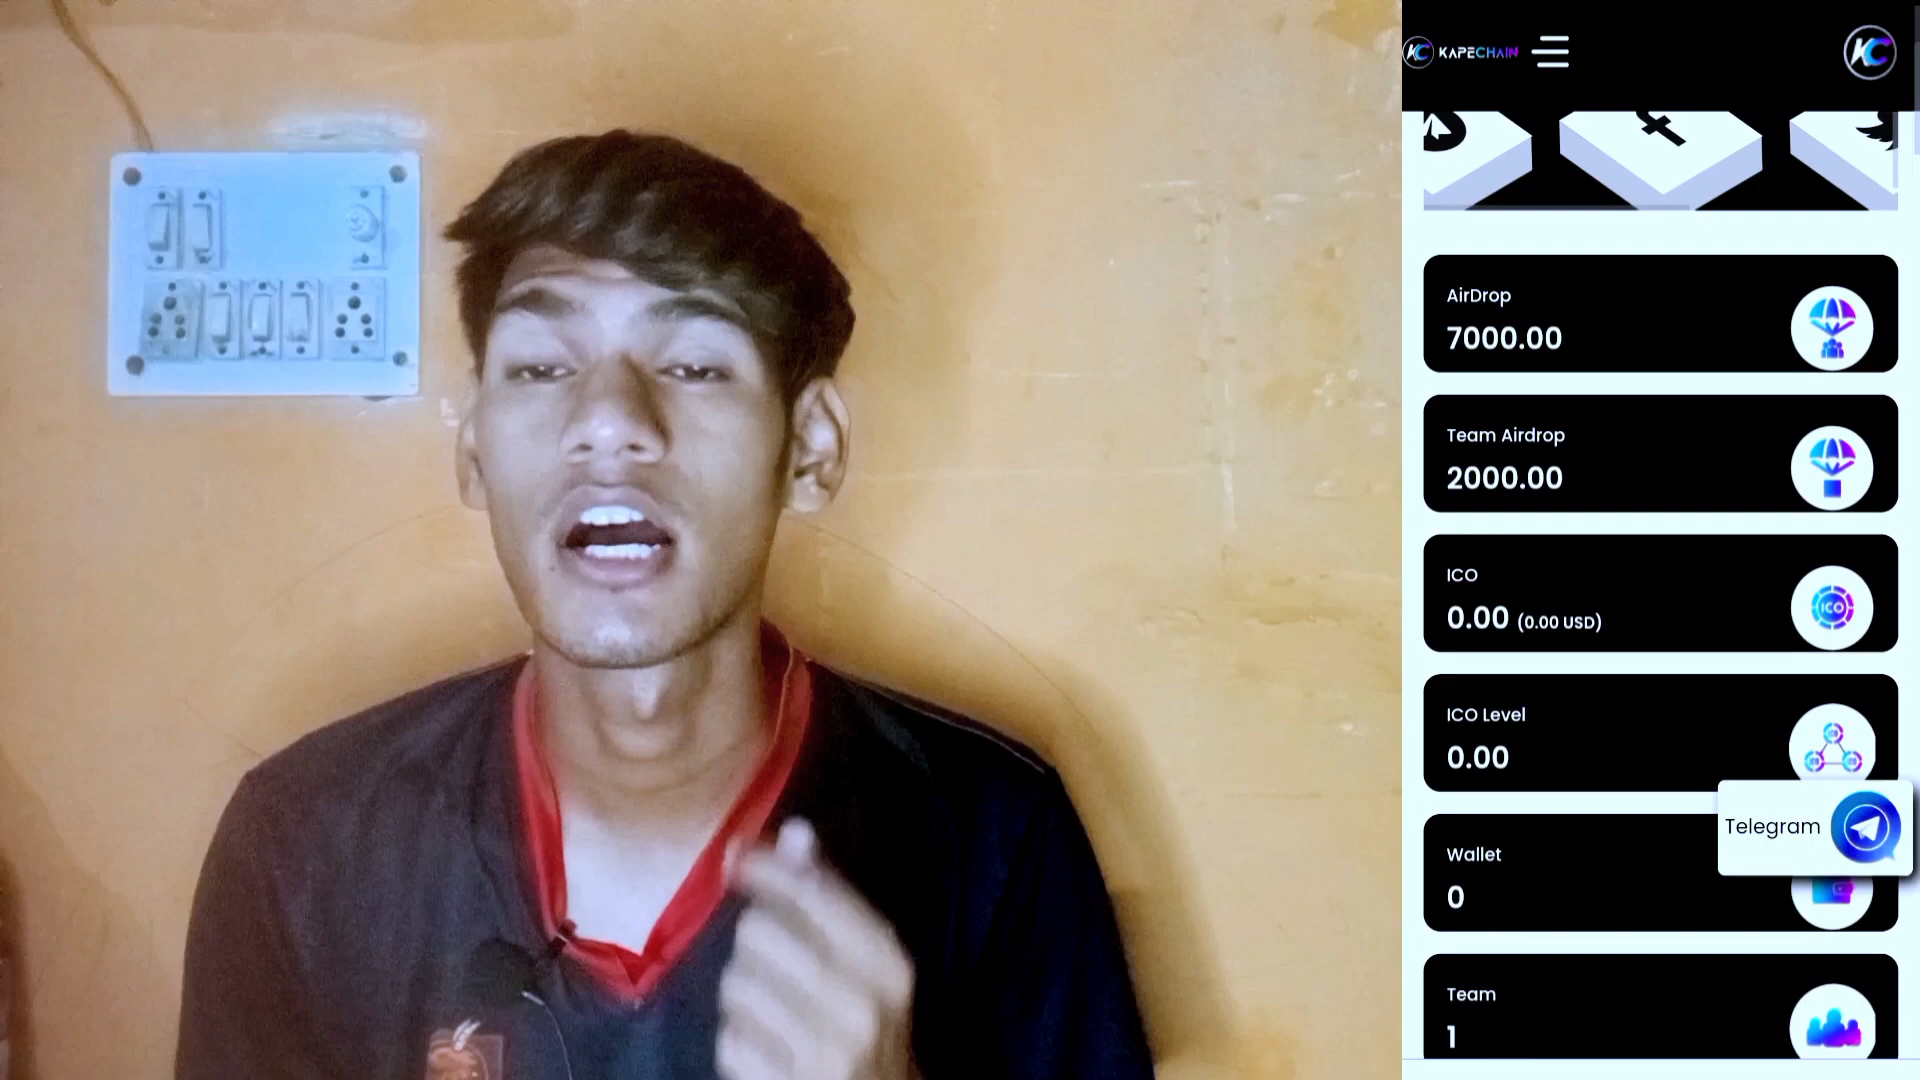 KAPECHAIN
AirDrop
7000.00
Team Airdrop
2000.00
ICO
0.00 (0.00 USD)
ICO
ICO Level
0.00
Telegram
Wallet
0
Team
1